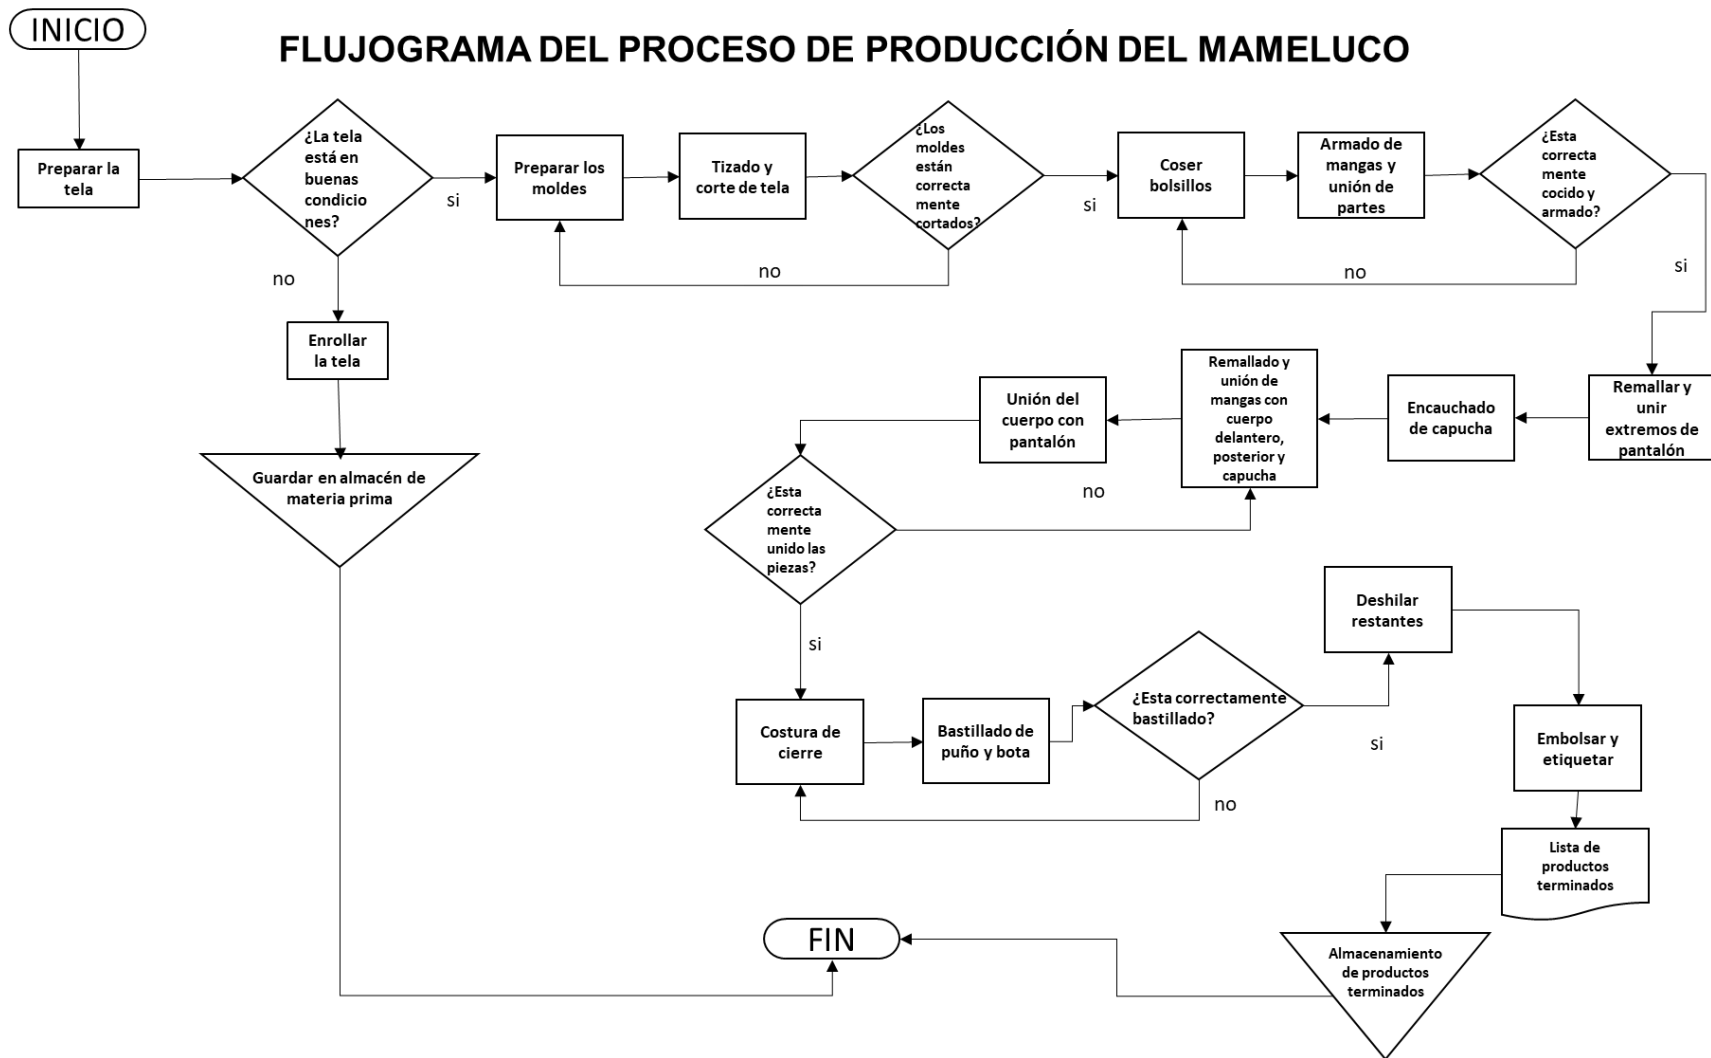 INICIO
FLUJOGRAMA DEL PROCESO DE PRODUCCIÓN DEL MAMELUCO
Preparar la
tela
¿La tela
está en
buenas
condicio
nes?
si
no
Preparar los
moldes
Tizado y
corte de tela
¿Los
moldes
están
correcta
mente
cortados?
si
no
Coser
bolsillos
Armado de
mangas y
unión de
partes
¿Esta
correcta
mente
cocido y
armado?
no
si
Enrollar
la tela
Guardar en almacén de
materia prima
Remallar y
unir
extremos de
pantalón
Encauchado
de capucha
Remallado y
unión de
mangas con
cuerpo
delantero,
posterior y
capucha
Unión del
cuerpo con
pantalón
¿Esta
correcta
mente
unido las
piezas?
no
si
Costura de
cierre
Bastillado de
puño y bota
¿Esta correctamente
bastillado?
no
si
Deshilar
restantes
Embolsar y
etiquetar
Lista de
productos
terminados
Almacenamiento
de productos
terminados
FIN